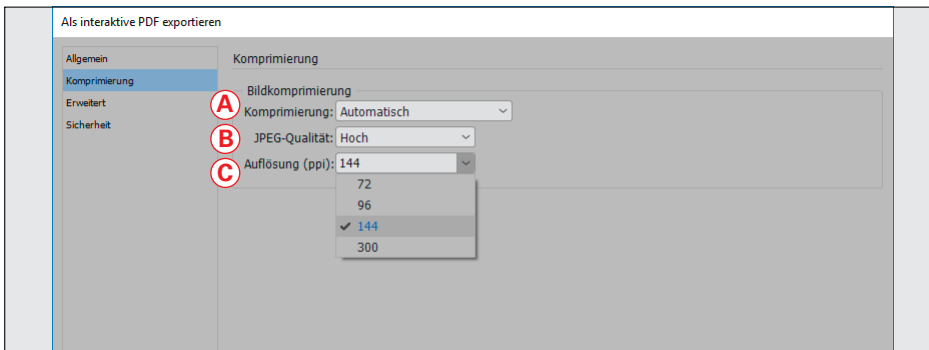 Als interaktive PDF exportieren
Allgemein
Komprimierung
Erweitert
Sicherheit
Komprimierung
Bildkomprimierung
A Komprimierung: Automatisch
B JPEG-Qualität: Hoch
C Auflösung (ppi): 144
72
96
144
300